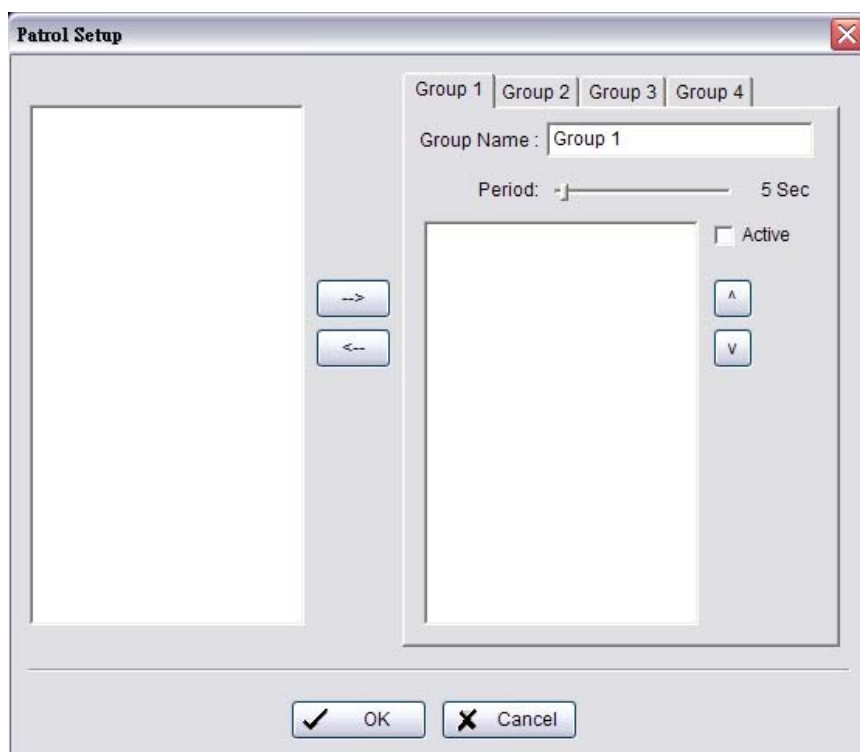 Patrol Setup
Group 1 Group 2 Group 3 Group 4
Group Name : Group 1
Period: 5 Sec
Active
-->
^
<--
v
OK Cancel